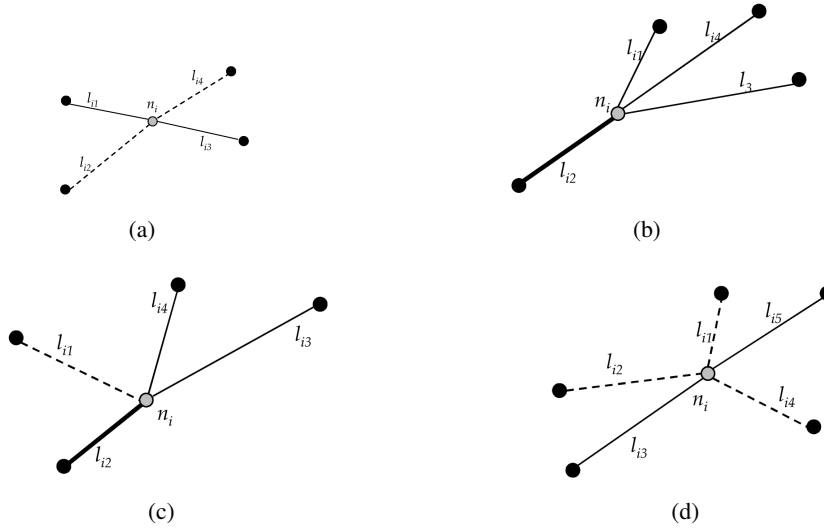 l_{i4}
l_{i1}
n_i
l_{i3}
l_{i2}
(a)
l_{i1}
l_{i4}
l_3
n_i
l_{i2}
(b)
l_{i4}
l_{i1}
l_{i3}
n_i
l_{i2}
(c)
l_{i5}
l_{i1}
l_{i2}
n_i
l_{i4}
l_{i3}
(d)